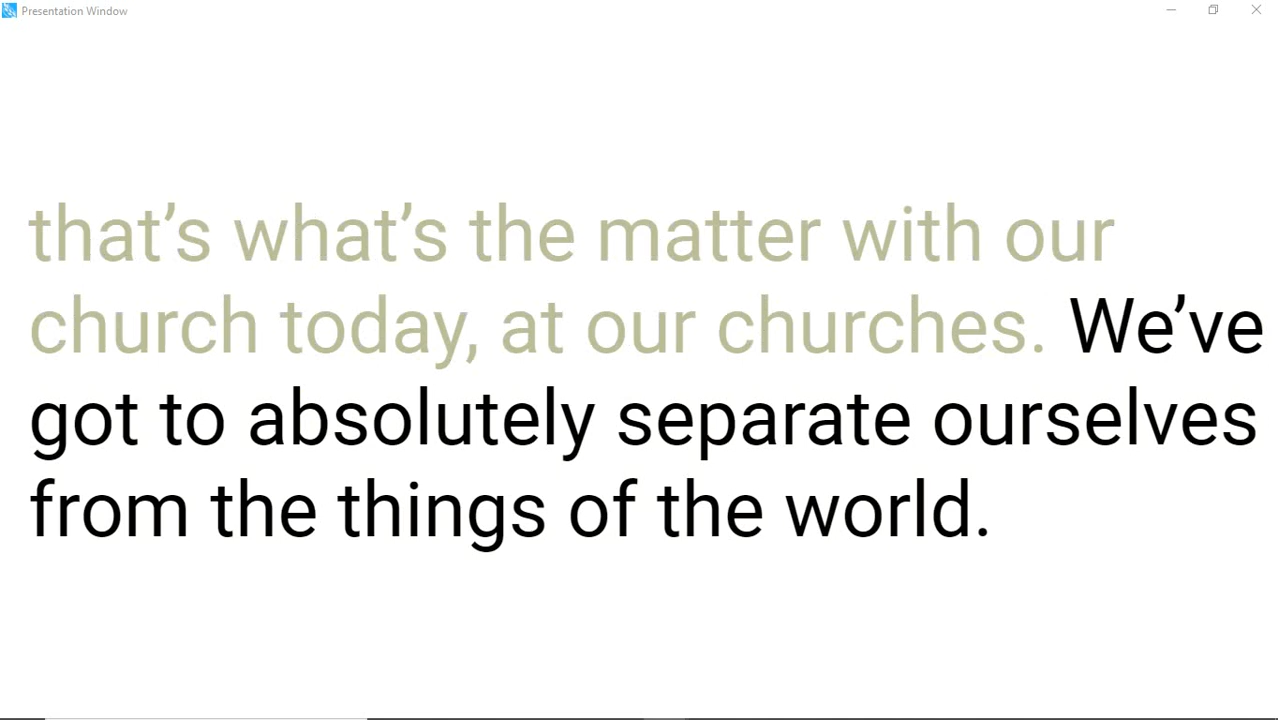 Presentation Window
that’s what’s the matter with our
church today, at our churches. We’ve
got to absolutely separate ourselves
from the things of the world.